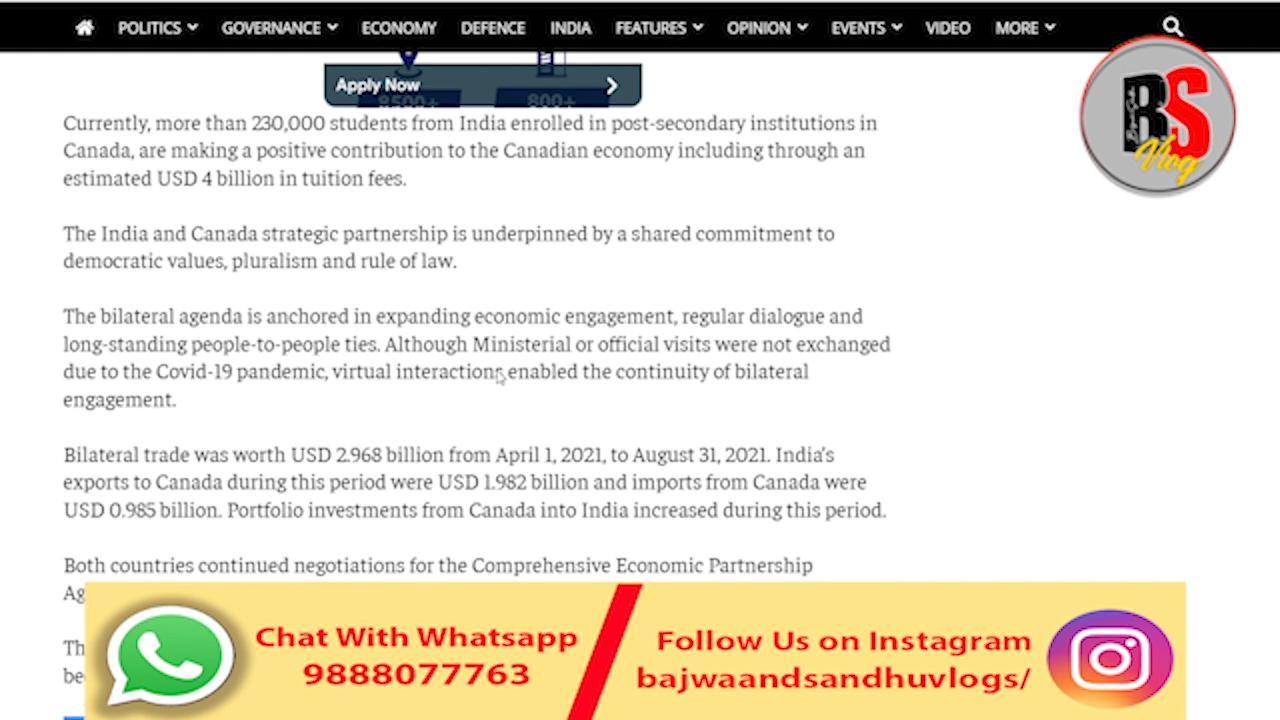 POLITICS GOVERNANCE ECONOMY DEFENCE INDIA FEATURES OPINION EVENTS VIDEO MORE
Apply Now
8500+ 800+
BS
Vlog
Currently, more than 230,000 students from India enrolled in post-secondary institutions in
Canada, are making a positive contribution to the Canadian economy including through an
estimated USD 4 billion in tuition fees.
The India and Canada strategic partnership is underpinned by a shared commitment to
democratic values, pluralism and rule of law.
The bilateral agenda is anchored in expanding economic engagement, regular dialogue and
long-standing people-to-people ties. Although Ministerial or official visits were not exchanged
due to the Covid-19 pandemic, virtual interactions enabled the continuity of bilateral
engagement.
Bilateral trade was worth USD 2.968 billion from April 1, 2021, to August 31, 2021. India's
exports to Canada during this period were USD 1.982 billion and imports from Canada were
USD 0.985 billion. Portfolio investments from Canada into India increased during this period.
Both countries continued negotiations for the Comprehensive Economic Partnership
Ag
Th
be
Chat With Whatsapp
9888077763
Follow Us on Instagram
bajwaandsandhuvlogs/